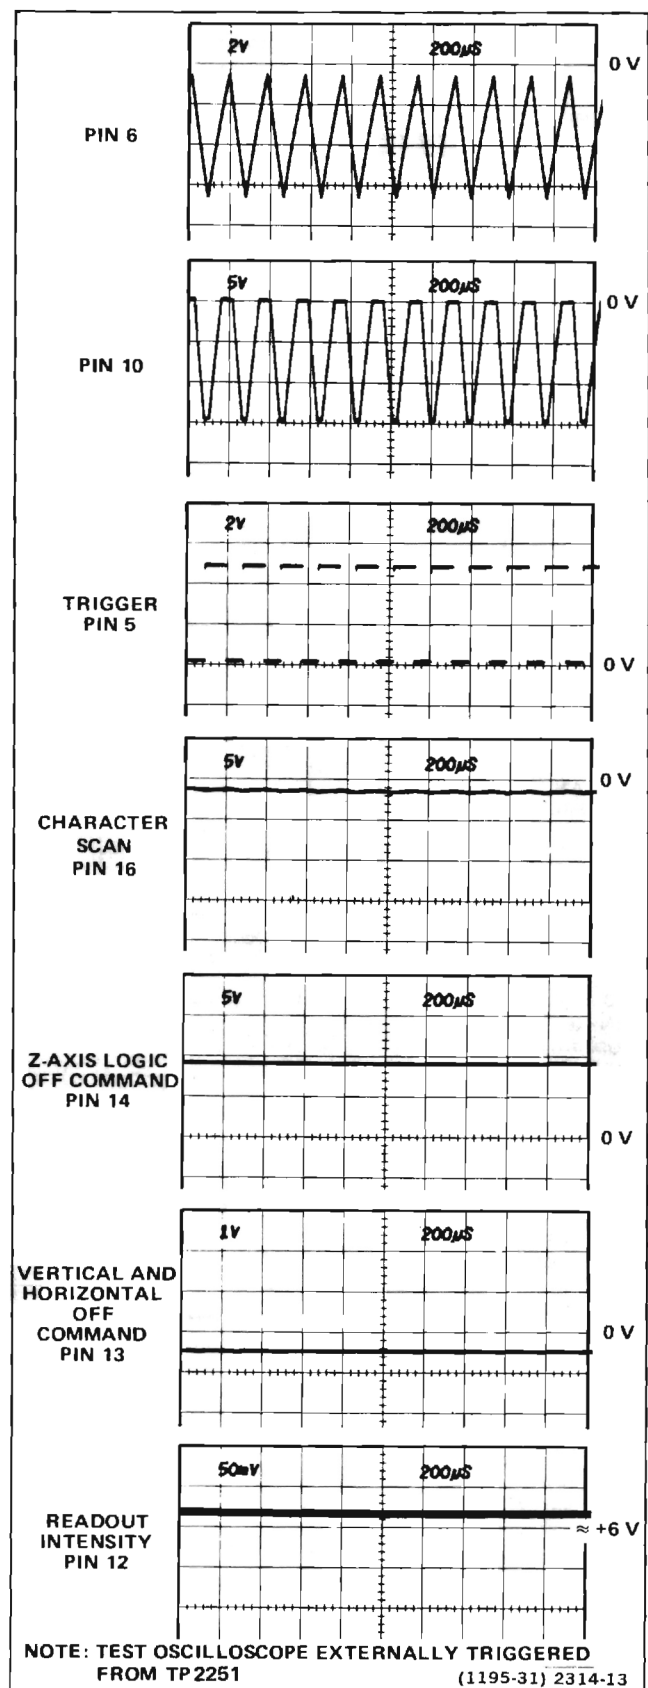 2V 200µS 0 V
PIN 6
5V 200µS 0 V
PIN 10
2V 200µS
TRIGGER
PIN 5
0 V
5V 200µS 0 V
CHARACTER
SCAN
PIN 16
5V 200µS
Z-AXIS LOGIC
OFF COMMAND
PIN 14
0 V
1V 200µS
VERTICAL AND
HORIZONTAL
OFF
COMMAND
PIN 13
0 V
50mV 200µS
READOUT
INTENSITY
PIN 12
≈ +6 V
NOTE: TEST OSCILLOSCOPE EXTERNALLY TRIGGERED
FROM TP2251
(1195-31) 2314-13